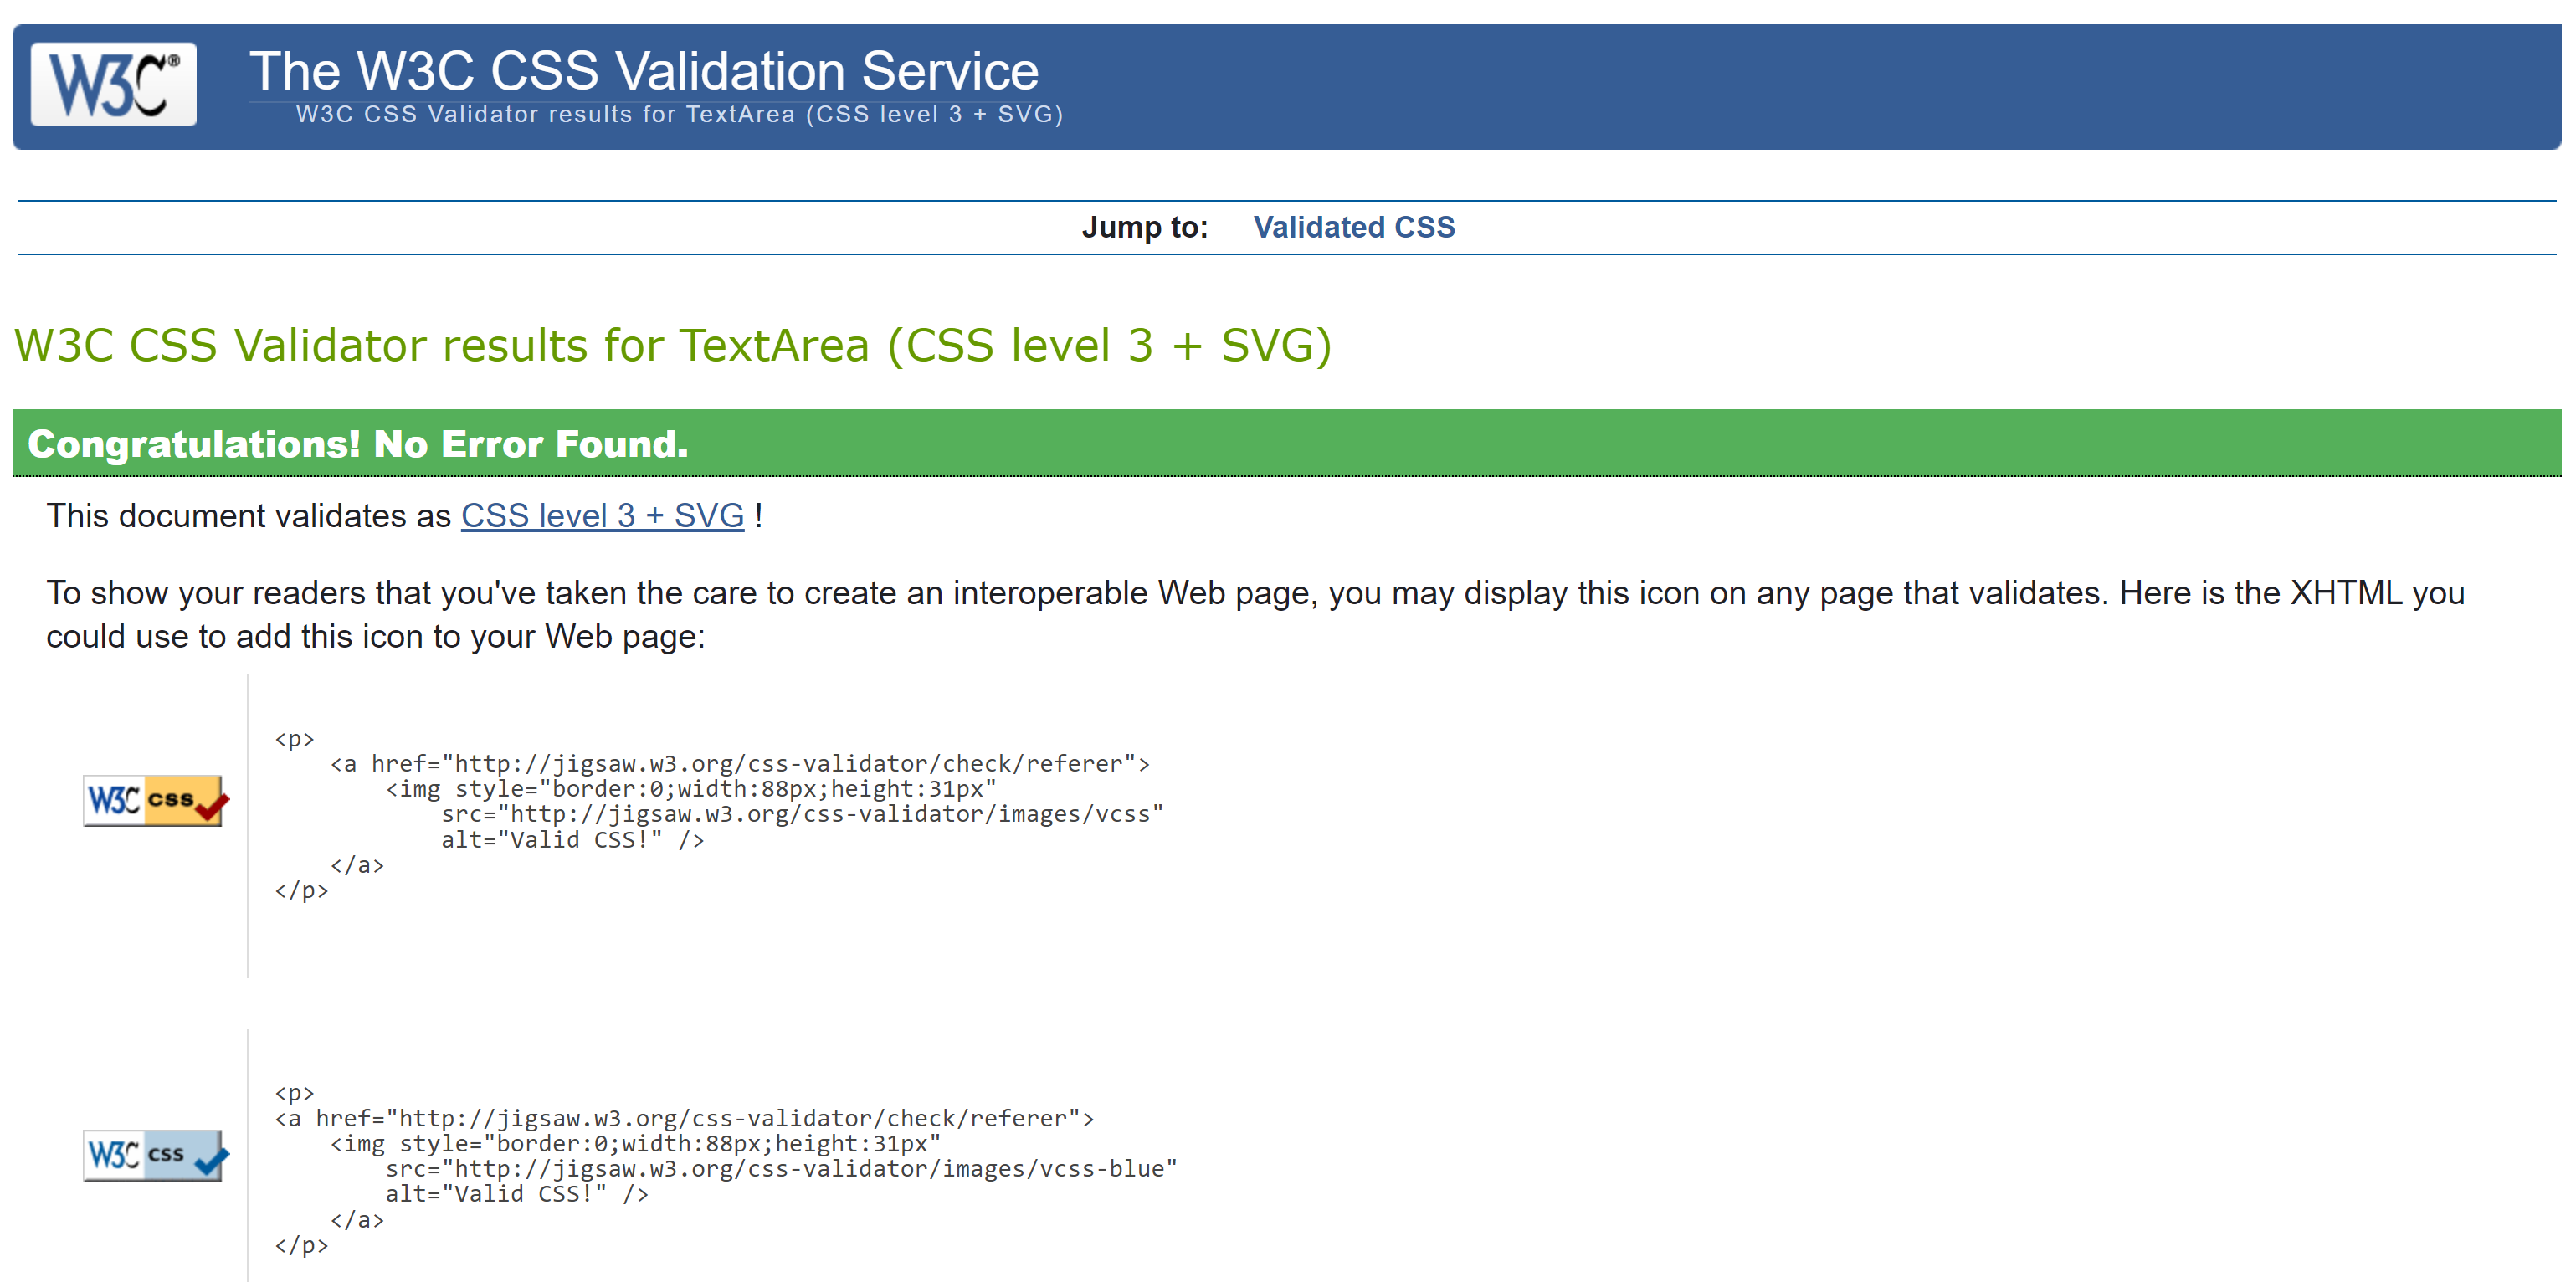 W3C®
The W3C CSS Validation Service
W3C CSS Validator results for TextArea (CSS level 3 + SVG)
Jump to: Validated CSS
W3C CSS Validator results for TextArea (CSS level 3 + SVG)
Congratulations! No Error Found.
This document validates as CSS level 3 + SVG !
To show your readers that you've taken the care to create an interoperable Web page, you may display this icon on any page that validates. Here is the XHTML you
could use to add this icon to your Web page:
<p>
    <a href="http://jigsaw.w3.org/css-validator/check/referer">
        <img style="border:0;width:88px;height:31px"
W3C css
            src="http://jigsaw.w3.org/css-validator/images/vcss"
            alt="Valid CSS!" />
    </a>
</p>
<p>
<a href="http://jigsaw.w3.org/css-validator/check/referer">
    <img style="border:0;width:88px;height:31px"
W3C css
        src="http://jigsaw.w3.org/css-validator/images/vcss-blue"
        alt="Valid CSS!" />
    </a>
</p>